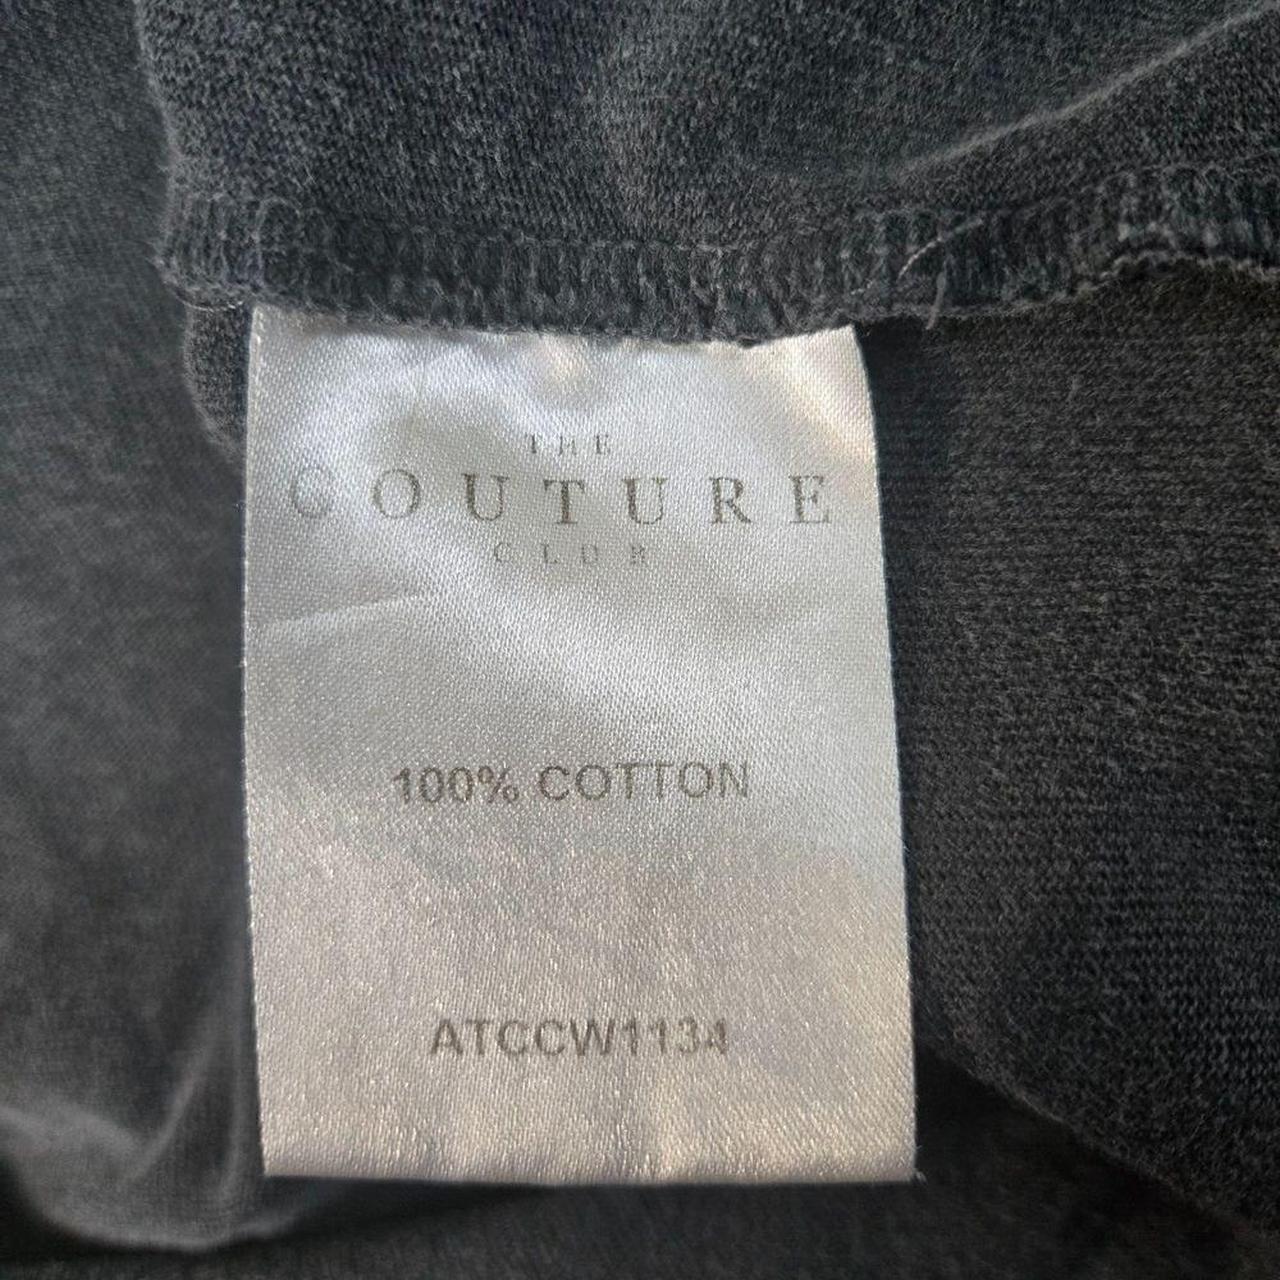 THE
COUTURE
CLUB
100% COTTON
ATCCW1134